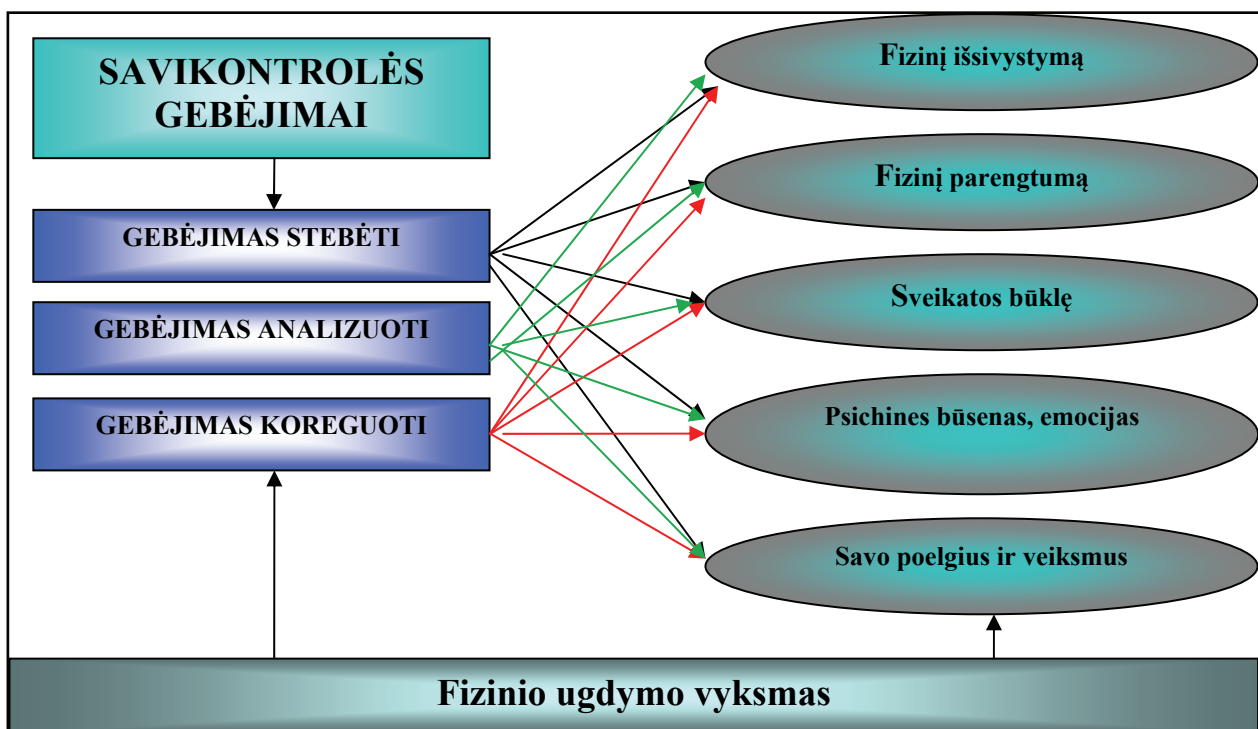 SAVIKONTROLĖS
GEBĖJIMAI
GEBĖJIMAS STEBĖTI
GEBĖJIMAS ANALIZUOTI
GEBĖJIMAS KOREGUOTI
Fizinį išsivystymą
Fizinį parengtumą
Sveikatos būklę
Psichines būsenas, emocijas
Savo poelgius ir veiksmus
Fizinio ugdymo vyksmas